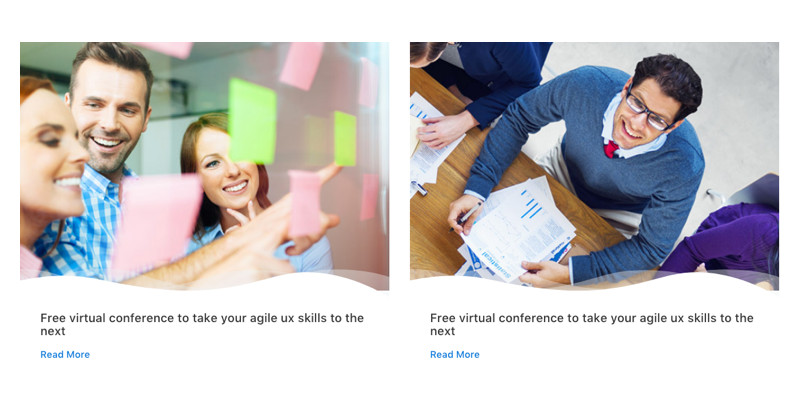 Free virtual conference to take your agile ux skills to the
next
Read More
Free virtual conference to take your agile ux skills to the
next
Read More